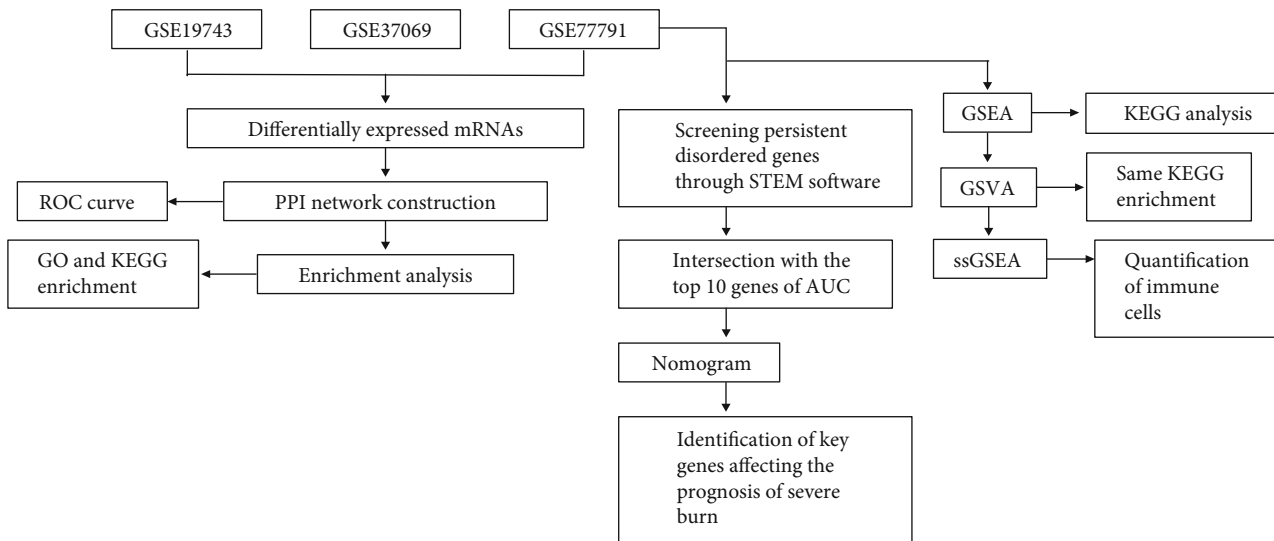 GSE19743
GSE37069
GSE77791
Differentially expressed mRNAs
ROC curve
PPI network construction
GO and KEGG
enrichment
Enrichment analysis
Screening persistent
disordered genes
through STEM software
Intersection with the
top 10 genes of AUC
Nomogram
Identification of key
genes affecting the
prognosis of severe
burn
GSEA
KEGG analysis
GSVA
Same KEGG
enrichment
ssGSEA
Quantification
of immune
cells